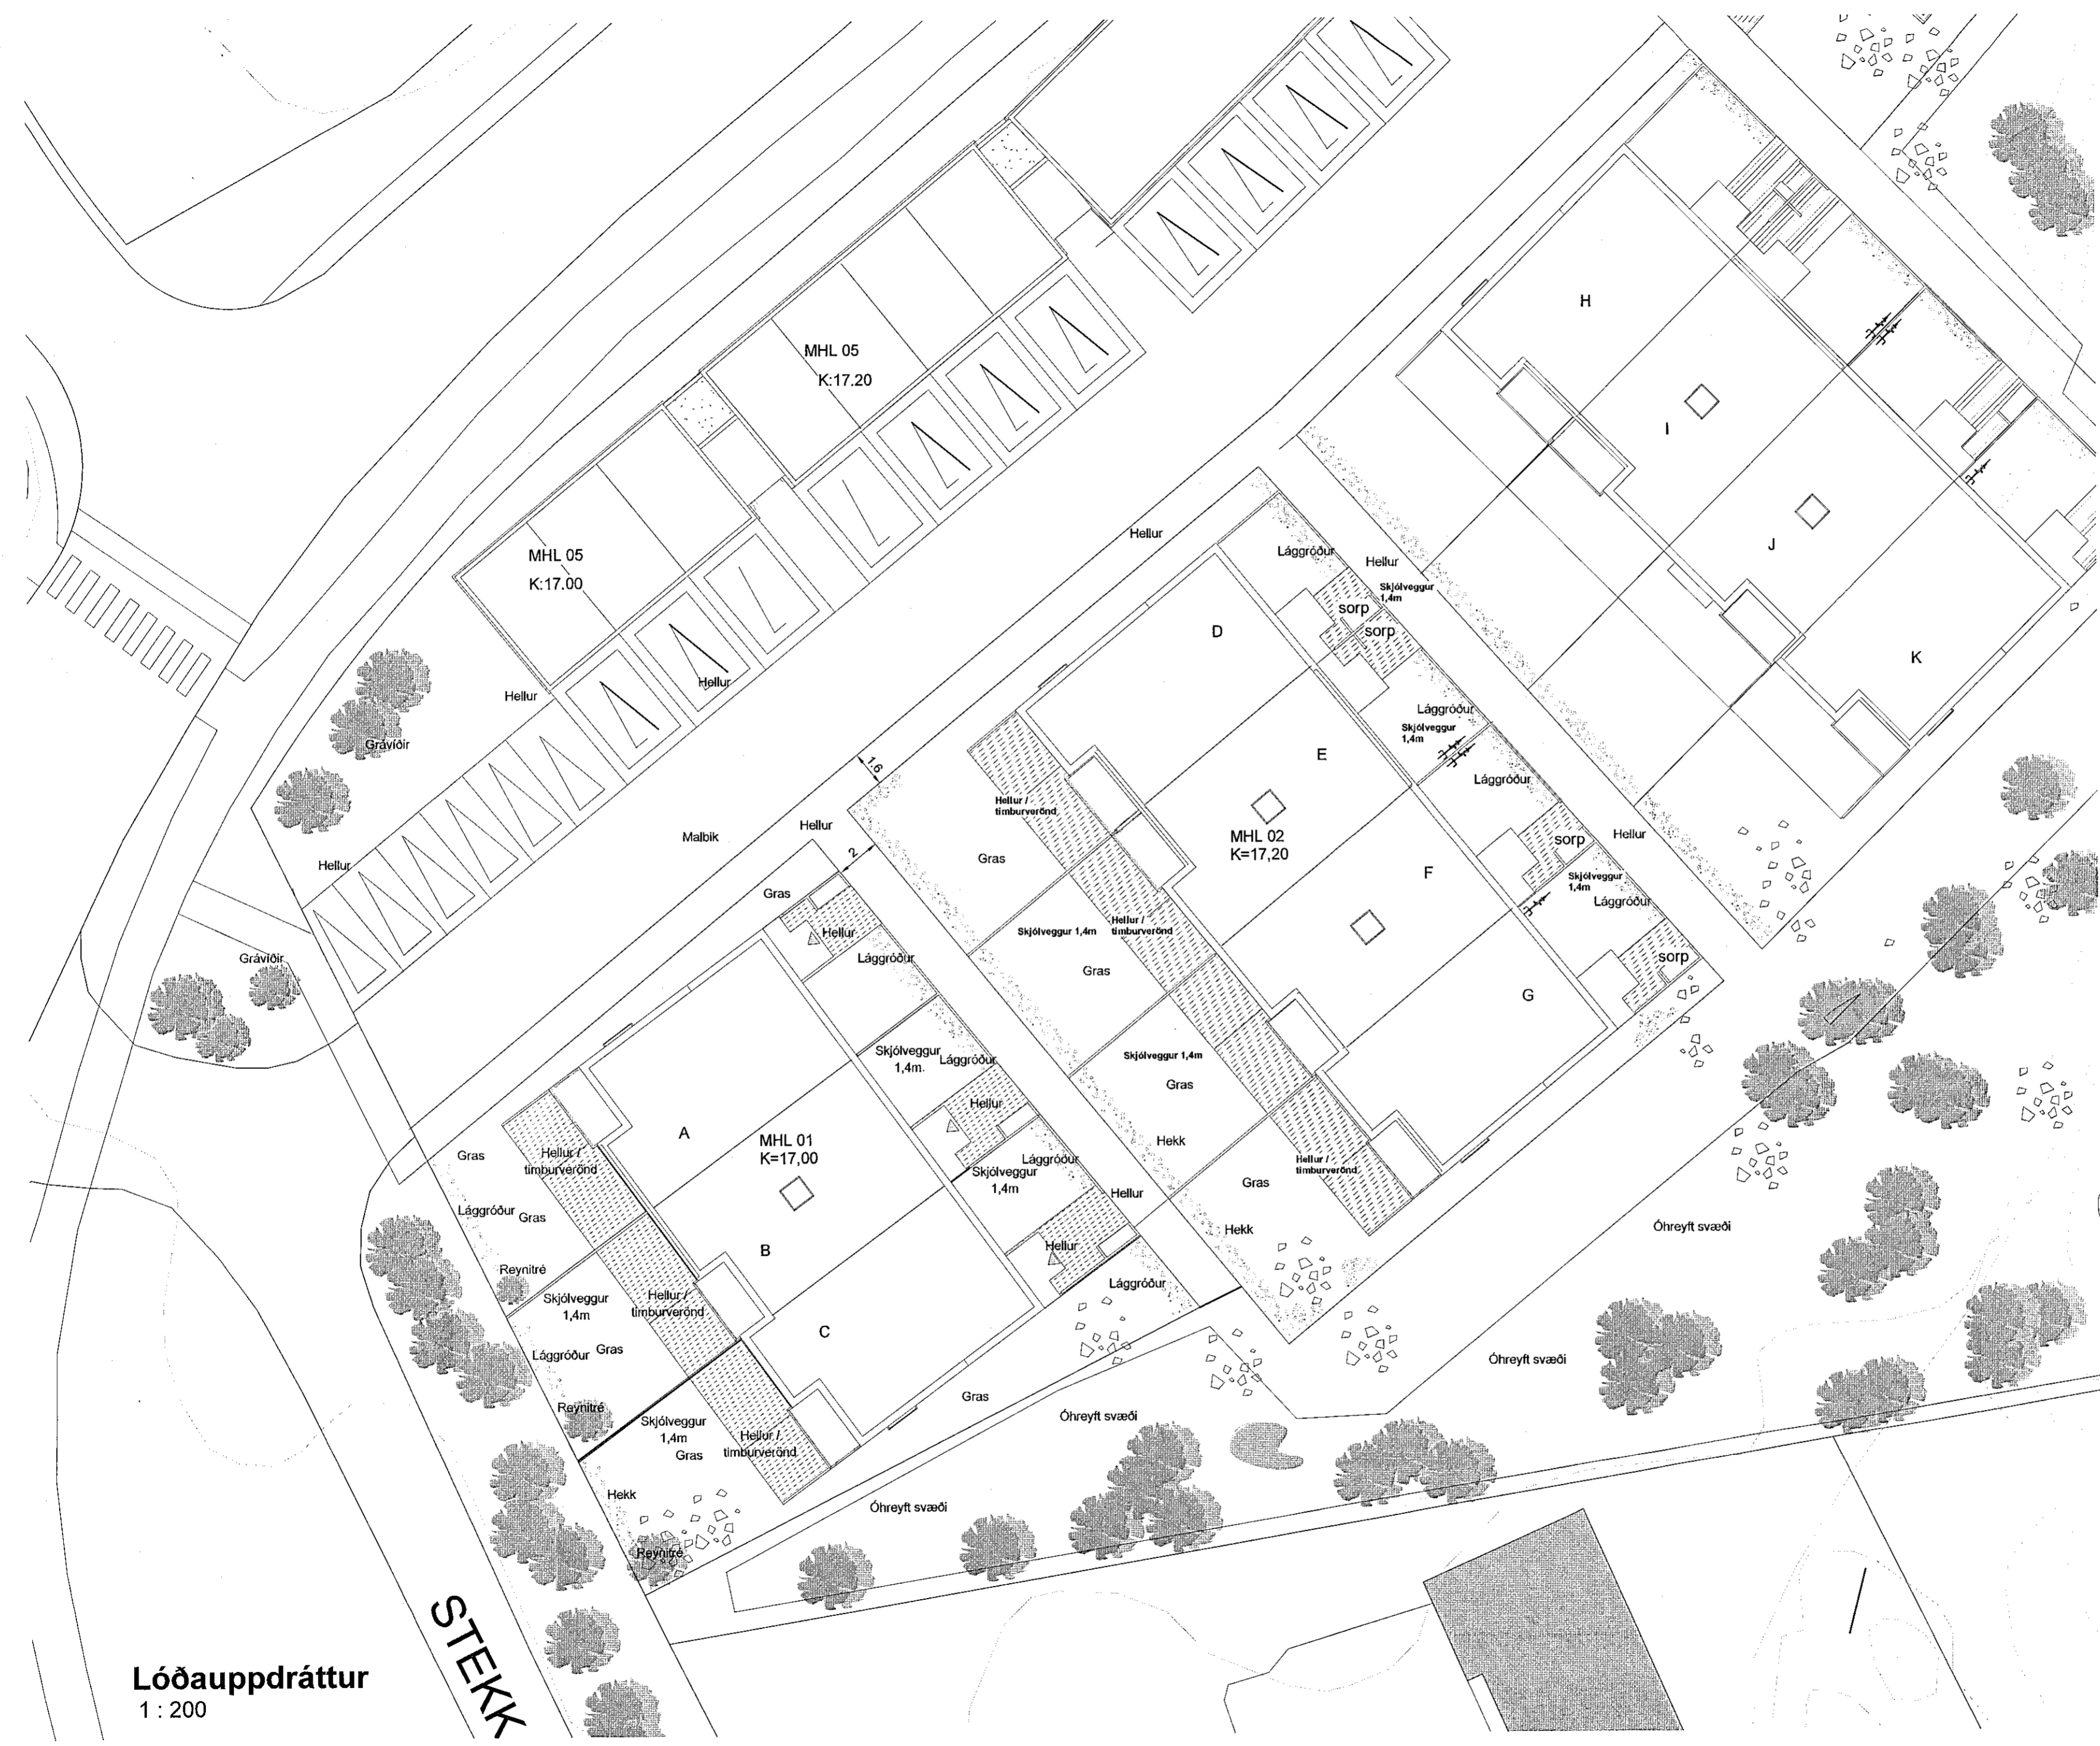 H
MHL 05
K:17.20
I
Hellur
J
MHL 05
K:17.00
Lággróður
Hellur
Skjólveggur
1,4m
sorp
D
sorp
K
Hellur
Hellur
Lággróður
Skjólveggur
1,4m
Grávíðir
E
1.6
Lággróður
Hellur /
timburverönd
Malbik
Hellur
MHL 02
K=17,20
sorp
Hellur
2
Gras
Hellur
F
Skjólveggur
1,4m
Gras
Lággróður
Hellur
Skjólveggur 1,4m
Hellur /
timburverönd
Grávíðir
Lággróður
Gras
sorp
G
Skjólveggur
1,4m.
Lággróður
Skjólveggur 1,4m
Gras
Hellur
A
MHL 01
K=17,00
Hekk
Gras
Hellur /
timburverönd
Lággróður
Skjólveggur
1,4m
Hellur /
timburverönd
Gras
Hellur
Lággróður
Gras
Hekk
Óhreyft svæði
B
Hellur
Reynitré
Lággróður
Skjólveggur
1,4m
Hellur /
timburverönd
C
Lággróður
Gras
Óhreyft svæði
Gras
Reynitré
Óhreyft svæði
Skjólveggur
1,4m
Gras
Hellur /
timburverönd
Hekk
Óhreyft svæði
Reynitré
STEKK
Lóðauppdráttur
1 : 200